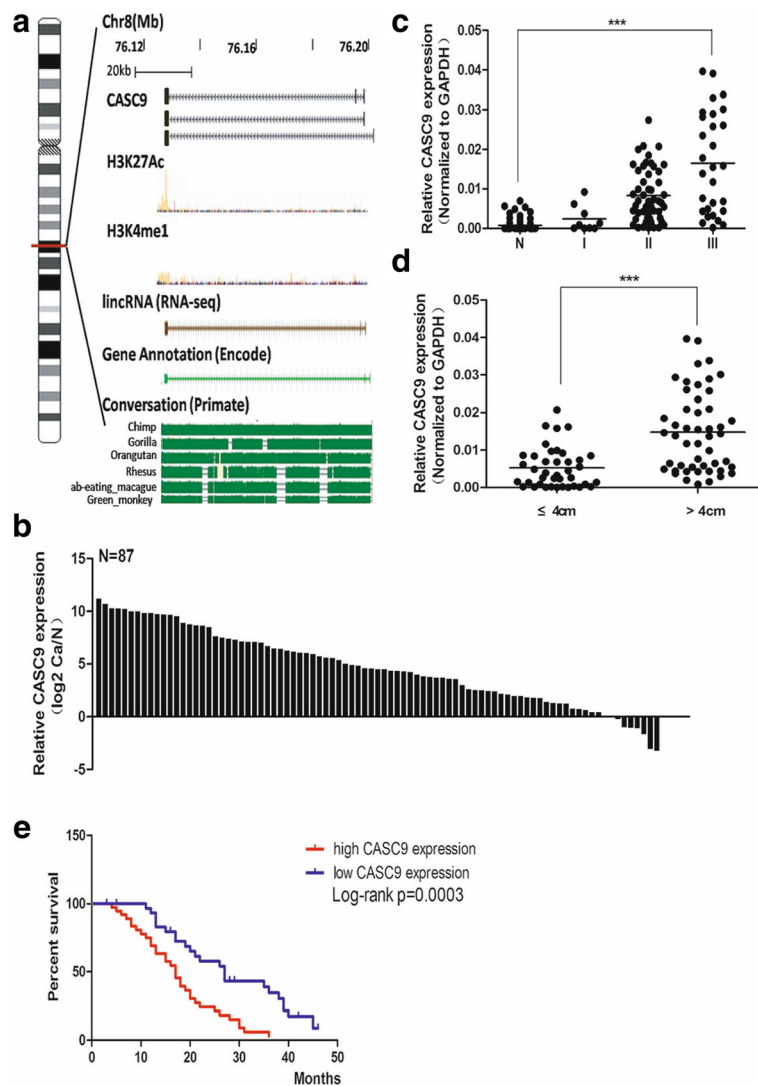 a
Chr8(Mb)
76.12 76.16 76.20
20kb
CASC9
H3K27Ac
H3K4me1
lincRNA (RNA-seq)
Gene Annotation (Encode)
Conversation (Primate)
Chimp
Gorilla
Orangutan
Rhesus
ab-eating_macague
Green_monkey
b
N=87
Relative CASC9 expression
(log2 Ca/N)
15
10
5
0
-5
c
***
Relative CASC9 expression
(Normalized to GAPDH)
0.05
0.04
0.03
0.02
0.01
0.00
N I II III
d
***
Relative CASC9 expression
(Normalized to GAPDH)
0.05
0.04
0.03
0.02
0.01
0.00
≤ 4cm >4cm
e
Percent survival
150
100
50
0
0 10 20 30 40 50
Months
high CASC9 expression
low CASC9 expression
Log-rank p=0.0003